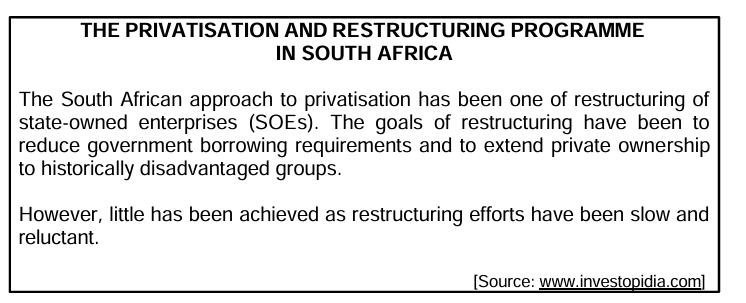 THE PRIVATISATION AND RESTRUCTURING PROGRAMME
IN SOUTH AFRICA
The South African approach to privatisation has been one of restructuring of
state-owned enterprises (SOEs). The goals of restructuring have been to
reduce government borrowing requirements and to extend private ownership
to historically disadvantaged groups.
However, little has been achieved as restructuring efforts have been slow and
reluctant.
[Source: www.investopidia.com]